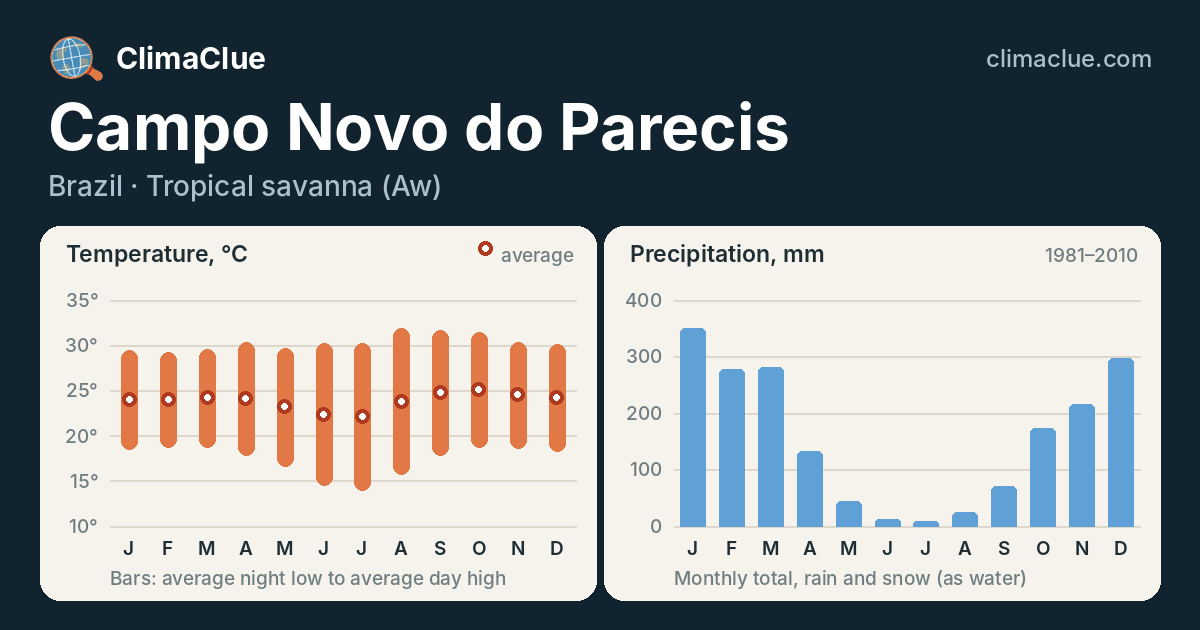 ClimaClue
climaclue.com
Campo Novo do Parecis
Brazil · Tropical savanna (Aw)
Temperature, °C
average
35°
30°
25°
20°
15°
10°
J F M A M J J A S O N D
Bars: average night low to average day high
Precipitation, mm
1981–2010
400
300
200
100
0
J F M A M J J A S O N D
Monthly total, rain and snow (as water)